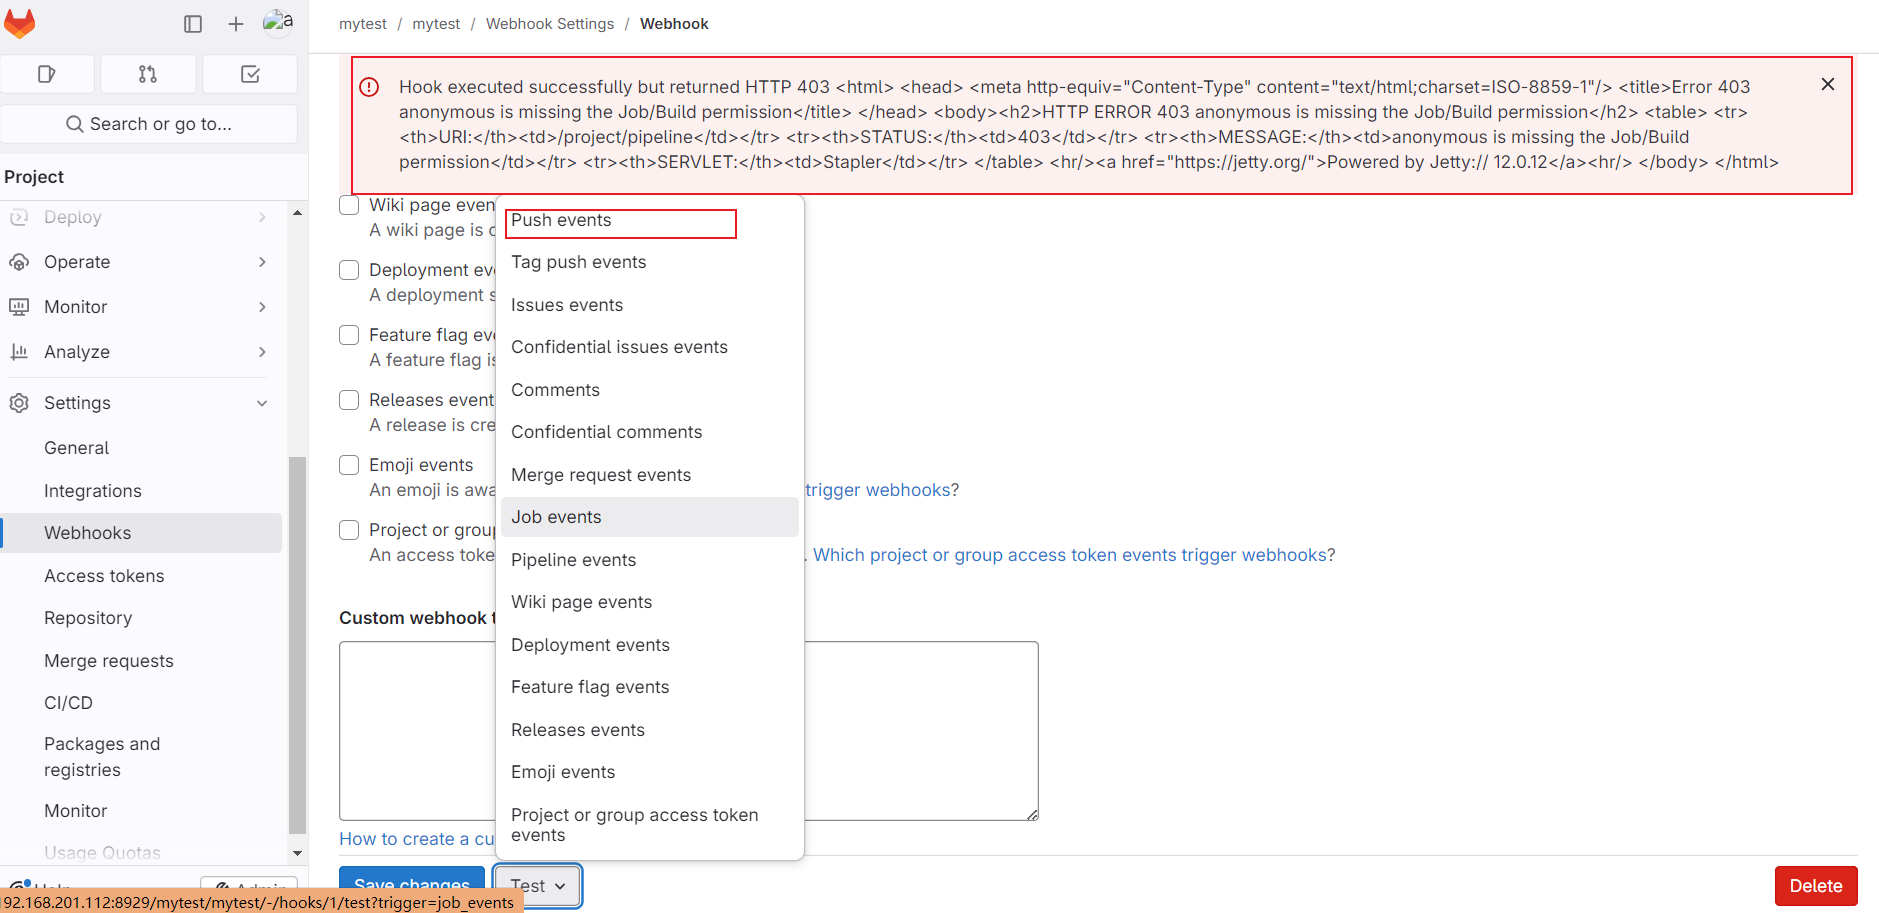 a
mytest / mytest / Webhook Settings / Webhook
Search or go to...
Project
Deploy
Operate
Monitor
Analyze
Settings
General
Integrations
Webhooks
Access tokens
Repository
Merge requests
CI/CD
Packages and
registries
Monitor
Usage Quotas
Help
Admin
Hook executed successfully but returned HTTP 403 <html> <head> <meta http-equiv="Content-Type" content="text/html;charset=ISO-8859-1"/> <title>Error 403
anonymous is missing the Job/Build permission</title> </head> <body><h2>HTTP ERROR 403 anonymous is missing the Job/Build permission</h2> <table> <tr>
<th>URI:</th><td>/project/pipeline</td></tr> <tr><th>STATUS:</th><td>403</td></tr> <tr><th>MESSAGE:</th><td>anonymous is missing the Job/Build
permission</td></tr> <tr><th>SERVLET:</th><td>Stapler</td></tr> </table> <hr/><a href="https://jetty.org/">Powered by Jetty:// 12.0.12</a><hr/> </body> </html>
Wiki page even
A wiki page is c
Deployment eve
A deployment s
Feature flag eve
A feature flag is
Releases event
A release is cre
Emoji events
An emoji is awa
trigger webhooks?
Project or group
An access toke
. Which project or group access token events trigger webhooks?
Custom webhook t
How to create a cu
Push events
Tag push events
Issues events
Confidential issues events
Comments
Confidential comments
Merge request events
Job events
Pipeline events
Wiki page events
Deployment events
Feature flag events
Releases events
Emoji events
Project or group access token
events
Save changes
Test
Delete
192.168.201.112:8929/mytest/mytest/-/hooks/1/test?trigger=job_events